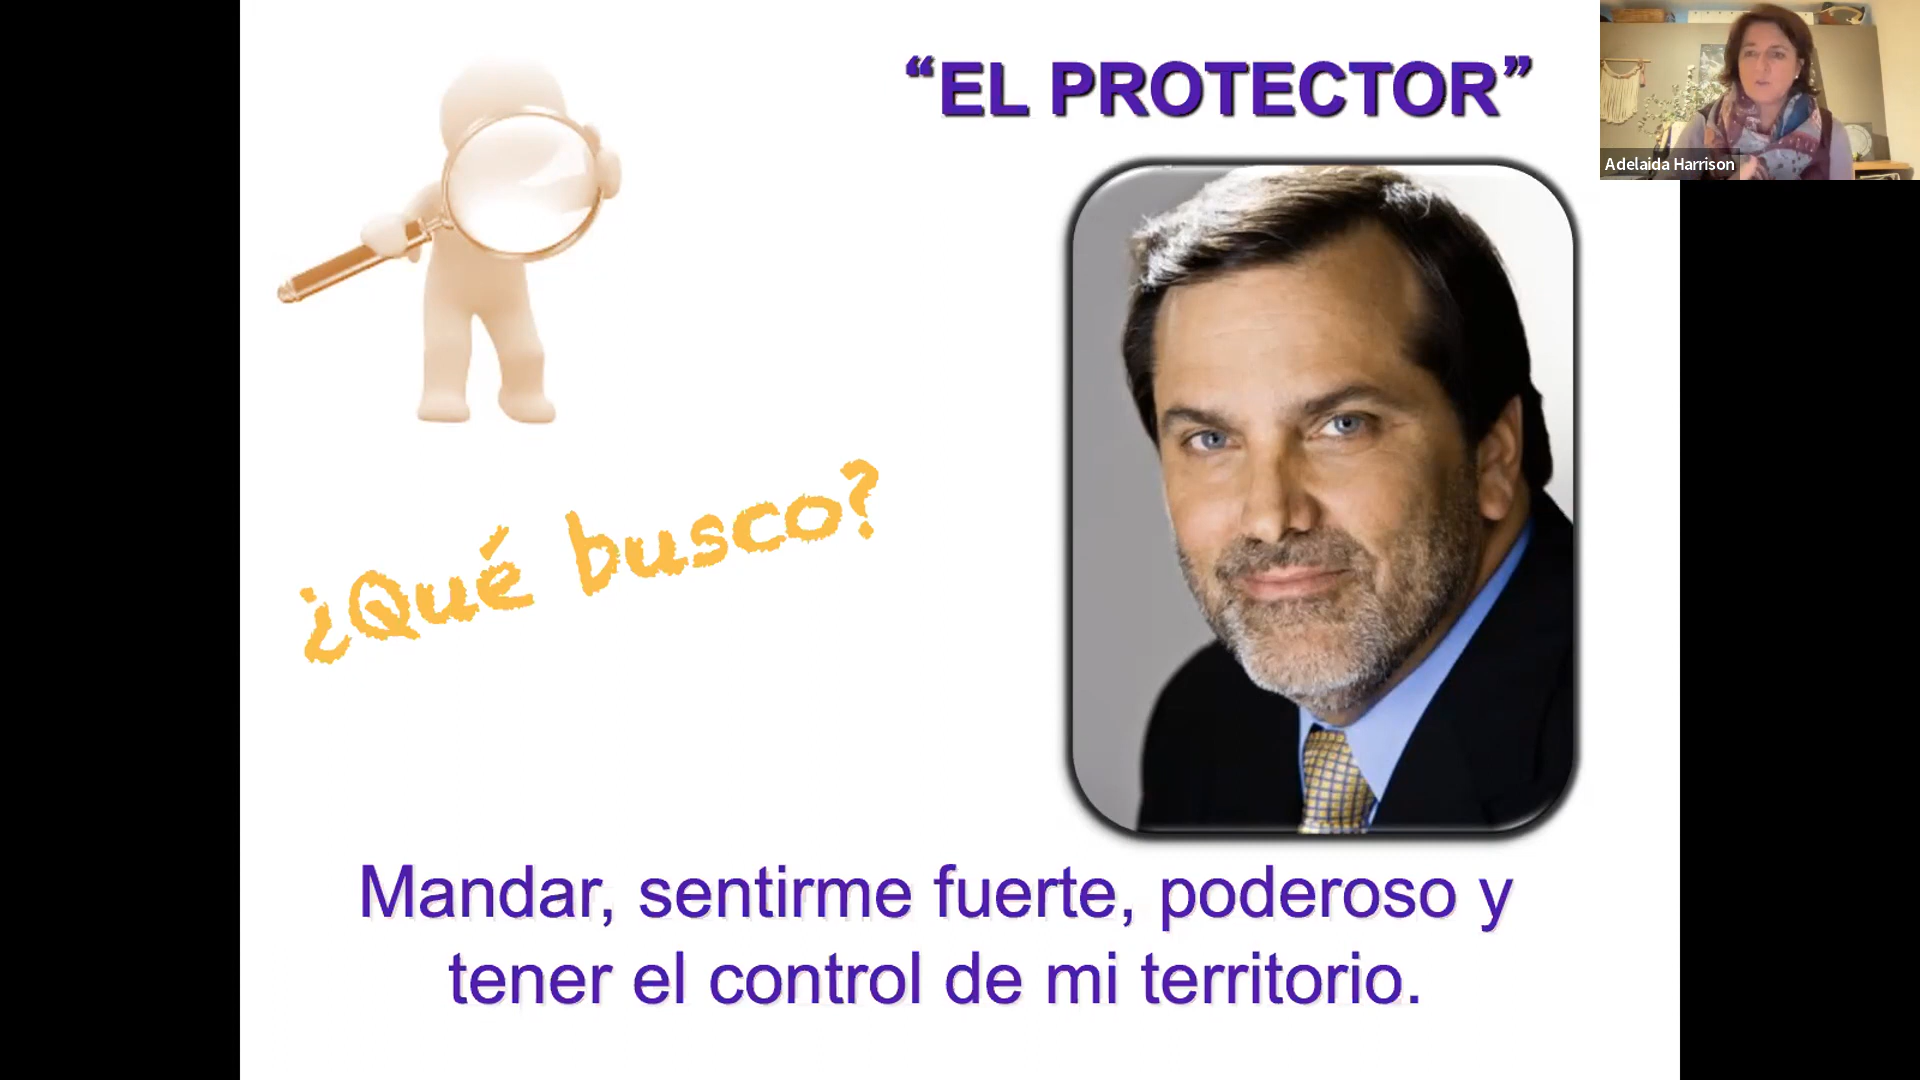 “EL PROTECTOR”
Adelaida Harrison
¿Qué busco?
Mandar, sentirme fuerte, poderoso y
tener el control de mi territorio.